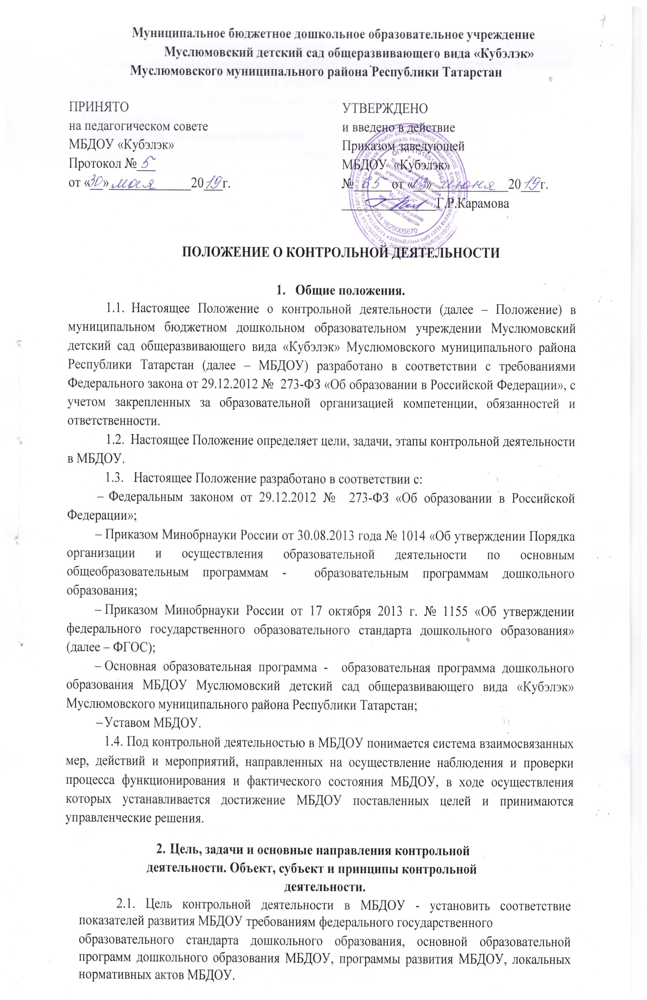 1
Муниципальное бюджетное дошкольное образовательное учреждение
Муслюмовский детский сад общеразвивающего вида «Кубэлэк»
Муслюмовского муниципального района Республики Татарстан
ПРИНЯТО
на педагогическом совете
МБДОУ «Кубэлэк»
Протокол № 5
от «30» мая 2019г.
УТВЕРЖДЕНО
и введено в действие
Приказом заведующей
МБДОУ «Кубэлэк»
№ 65 от «13» июня 2019г.
Г.Р.Карамова
ИНН 1629005679
ПОЛОЖЕНИЕ О КОНТРОЛЬНОЙ ДЕЯТЕЛЬНОСТИ
1. Общие положения.
1.1. Настоящее Положение о контрольной деятельности (далее – Положение) в
муниципальном бюджетном дошкольном образовательном учреждении Муслюмовский
детский сад общеразвивающего вида «Кубэлэк» Муслюмовского муниципального района
Республики Татарстан (далее – МБДОУ) разработано в соответствии с требованиями
Федерального закона от 29.12.2012 № 273-ФЗ «Об образовании в Российской Федерации», с
учетом закрепленных за образовательной организацией компетенции, обязанностей и
ответственности.
1.2. Настоящее Положение определяет цели, задачи, этапы контрольной деятельности
в МБДОУ.
1.3. Настоящее Положение разработано в соответствии с:
– Федеральным законом от 29.12.2012 № 273-ФЗ «Об образовании в Российской
Федерации»;
– Приказом Минобрнауки России от 30.08.2013 года № 1014 «Об утверждении Порядка
организации и осуществления образовательной деятельности по основным
общеобразовательным программам - образовательным программам дошкольного
образования;
– Приказом Минобрнауки России от 17 октября 2013 г. № 1155 «Об утверждении
федерального государственного образовательного стандарта дошкольного образования»
(далее – ФГОС);
– Основная образовательная программа - образовательная программа дошкольного
образования МБДОУ Муслюмовский детский сад общеразвивающего вида «Кубэлэк»
Муслюмовского муниципального района Республики Татарстан;
– Уставом МБДОУ.
1.4. Под контрольной деятельностью в МБДОУ понимается система взаимосвязанных
мер, действий и мероприятий, направленных на осуществление наблюдения и проверки
процесса функционирования и фактического состояния МБДОУ, в ходе осуществления
которых устанавливается достижение МБДОУ поставленных целей и принимаются
управленческие решения.
2. Цель, задачи и основные направления контрольной
деятельности. Объект, субъект и принципы контрольной
деятельности.
2.1. Цель контрольной деятельности в МБДОУ - установить соответствие
показателей развития МБДОУ требованиям федерального государственного
образовательного стандарта дошкольного образования, основной образовательной
программ дошкольного образования МБДОУ, программы развития МБДОУ, локальных
нормативных актов МБДОУ.